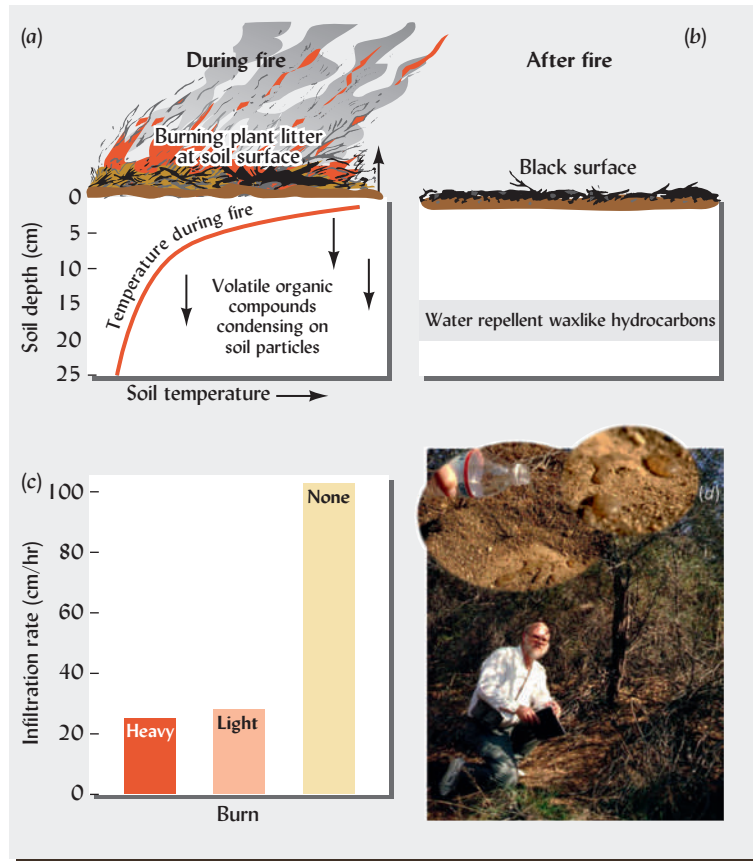 (a)
During fire
(b)
After fire
Burning plant litter
at soil surface
Black surface
Soil depth (cm)
0
5
10
15
20
25
Temperature during fire
Volatile organic
compounds
condensing on
soil particles
Soil temperature
Water repellent waxlike hydrocarbons
(c)
Infiltration rate (cm/hr)
100
80
60
40
20
0
Heavy
Light
None
Burn
(d)